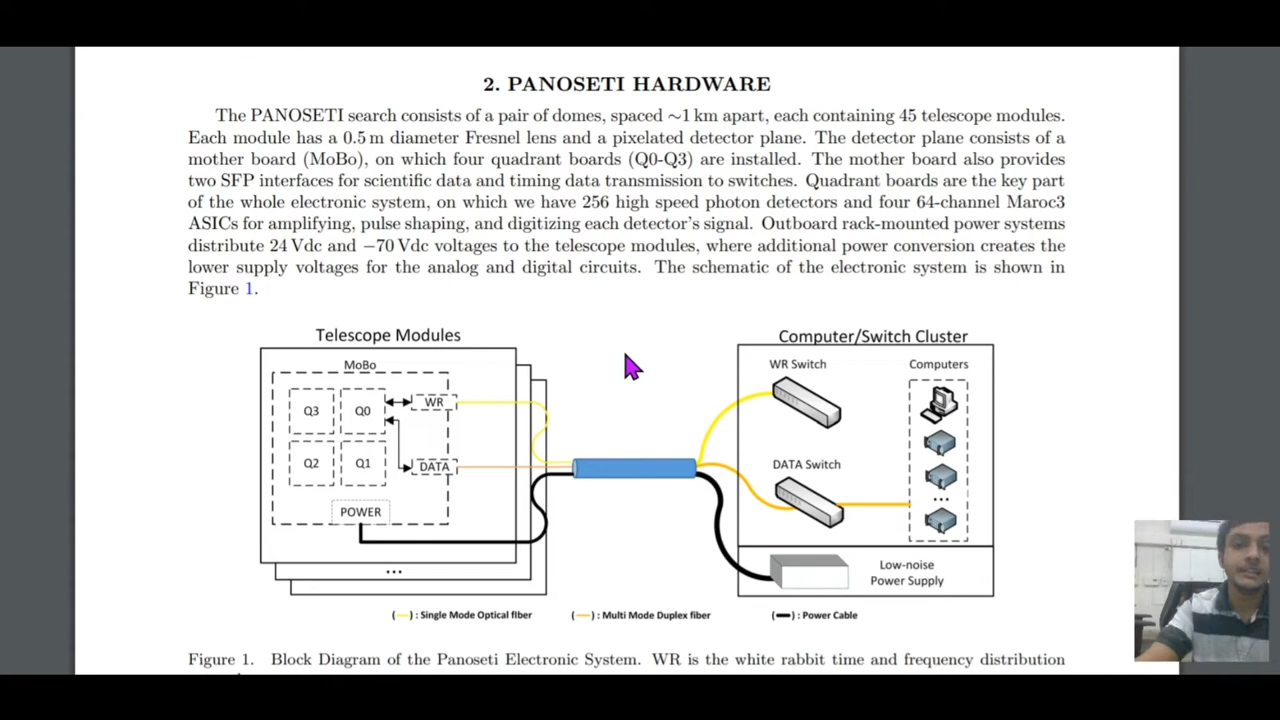 2. PANOSETI HARDWARE
The PANOSETI search consists of a pair of domes, spaced ∼1 km apart, each containing 45 telescope modules.
Each module has a 0.5 m diameter Fresnel lens and a pixelated detector plane. The detector plane consists of a
mother board (MoBo), on which four quadrant boards (Q0-Q3) are installed. The mother board also provides
two SFP interfaces for scientific data and timing data transmission to switches. Quadrant boards are the key part
of the whole electronic system, on which we have 256 high speed photon detectors and four 64-channel Maroc3
ASICs for amplifying, pulse shaping, and digitizing each detector's signal. Outboard rack-mounted power systems
distribute 24 Vdc and −70 Vdc voltages to the telescope modules, where additional power conversion creates the
lower supply voltages for the analog and digital circuits. The schematic of the electronic system is shown in
Figure 1.
Telescope Modules
MoBo
Q3 Q0 WR
Q2 Q1 DATA
POWER
...
Computer/Switch Cluster
WR Switch Computers
DATA Switch
...
Low-noise
Power Supply
(—) : Single Mode Optical fiber (—) : Multi Mode Duplex fiber (—) : Power Cable
Figure 1. Block Diagram of the Panoseti Electronic System. WR is the white rabbit time and frequency distribution